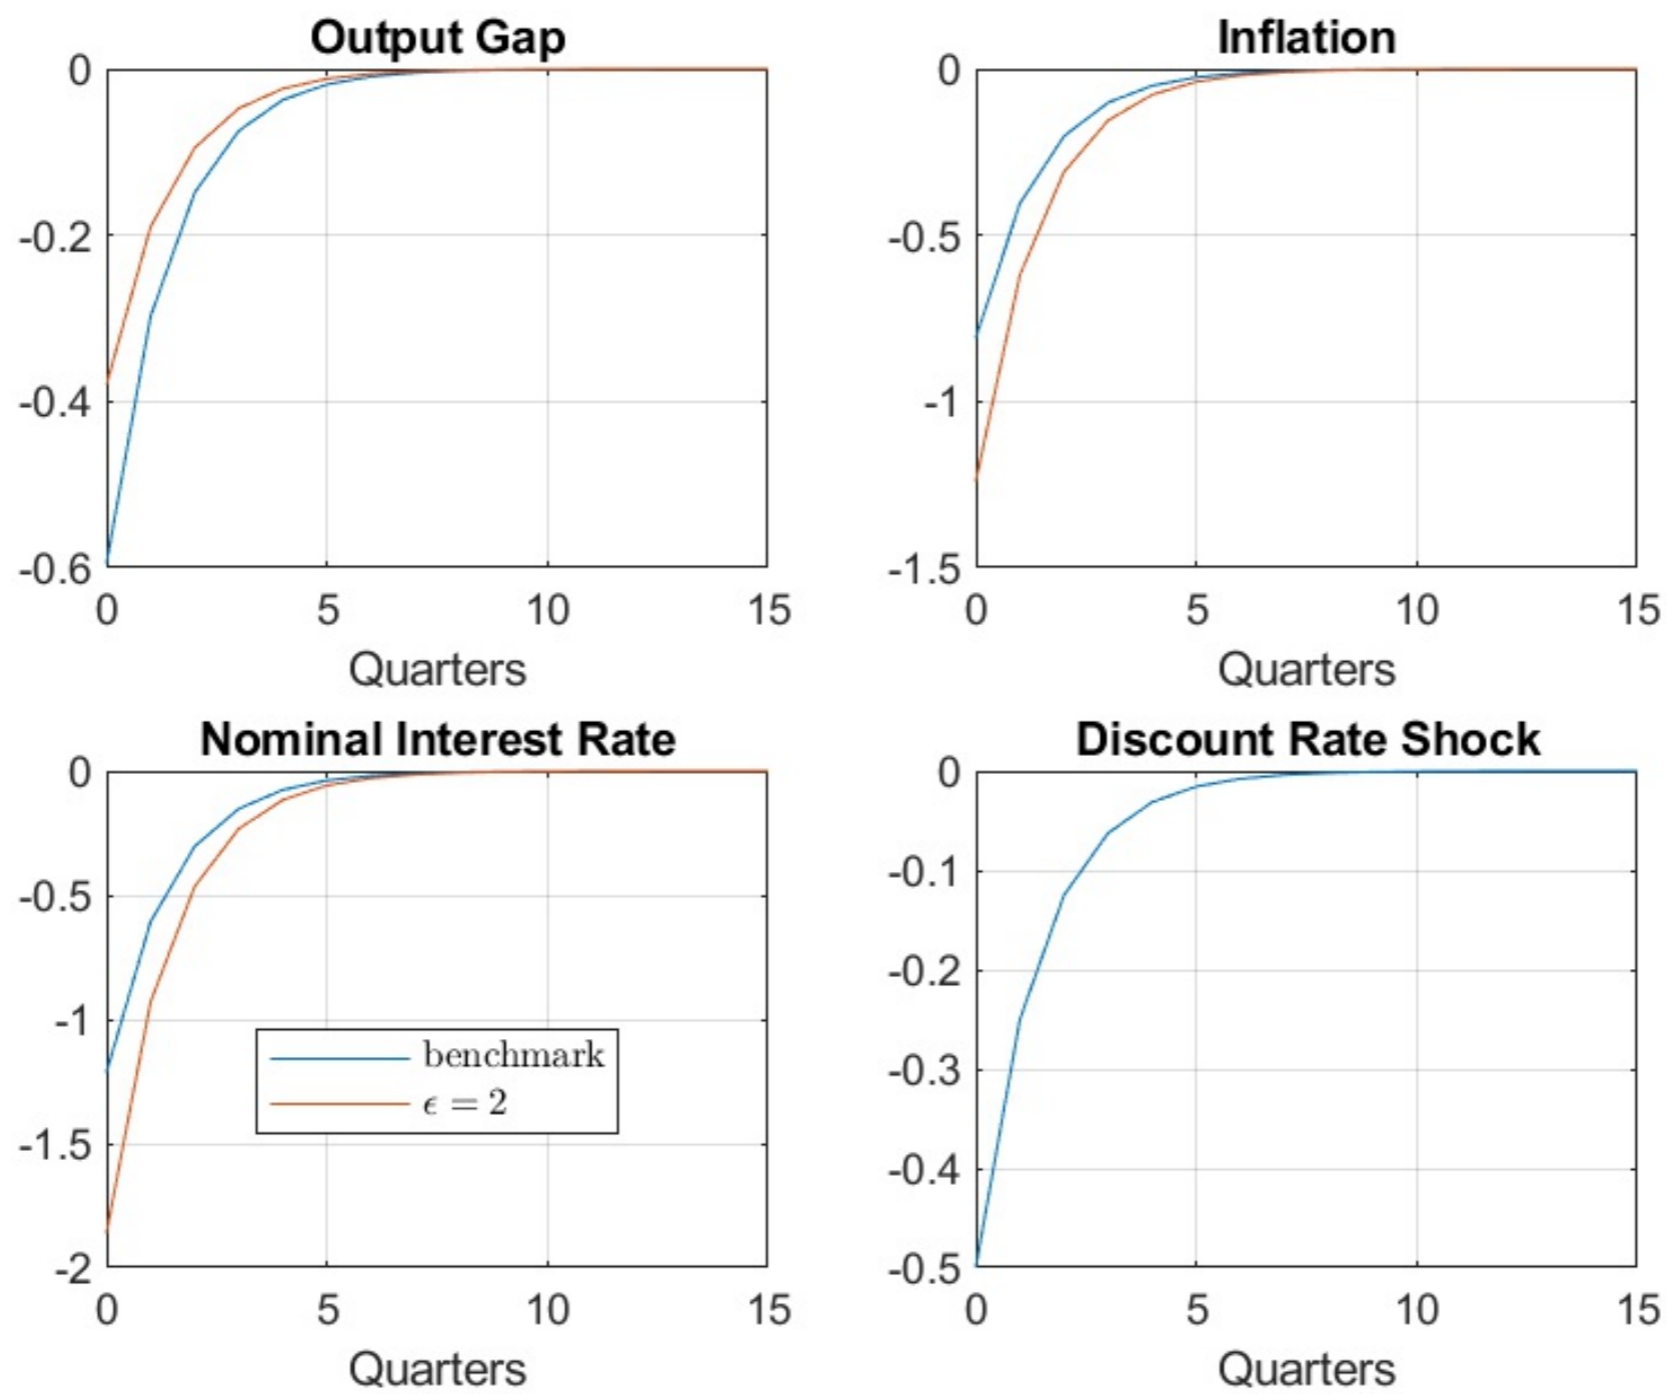 Output Gap
0
-0.2
-0.4
-0.6
0 5 10 15
Quarters
Inflation
0
-0.5
-1
-1.5
0 5 10 15
Quarters
Nominal Interest Rate
0
-0.5
-1
-1.5
-2
benchmark
ϵ = 2
0 5 10 15
Quarters
Discount Rate Shock
0
-0.1
-0.2
-0.3
-0.4
-0.5
0 5 10 15
Quarters